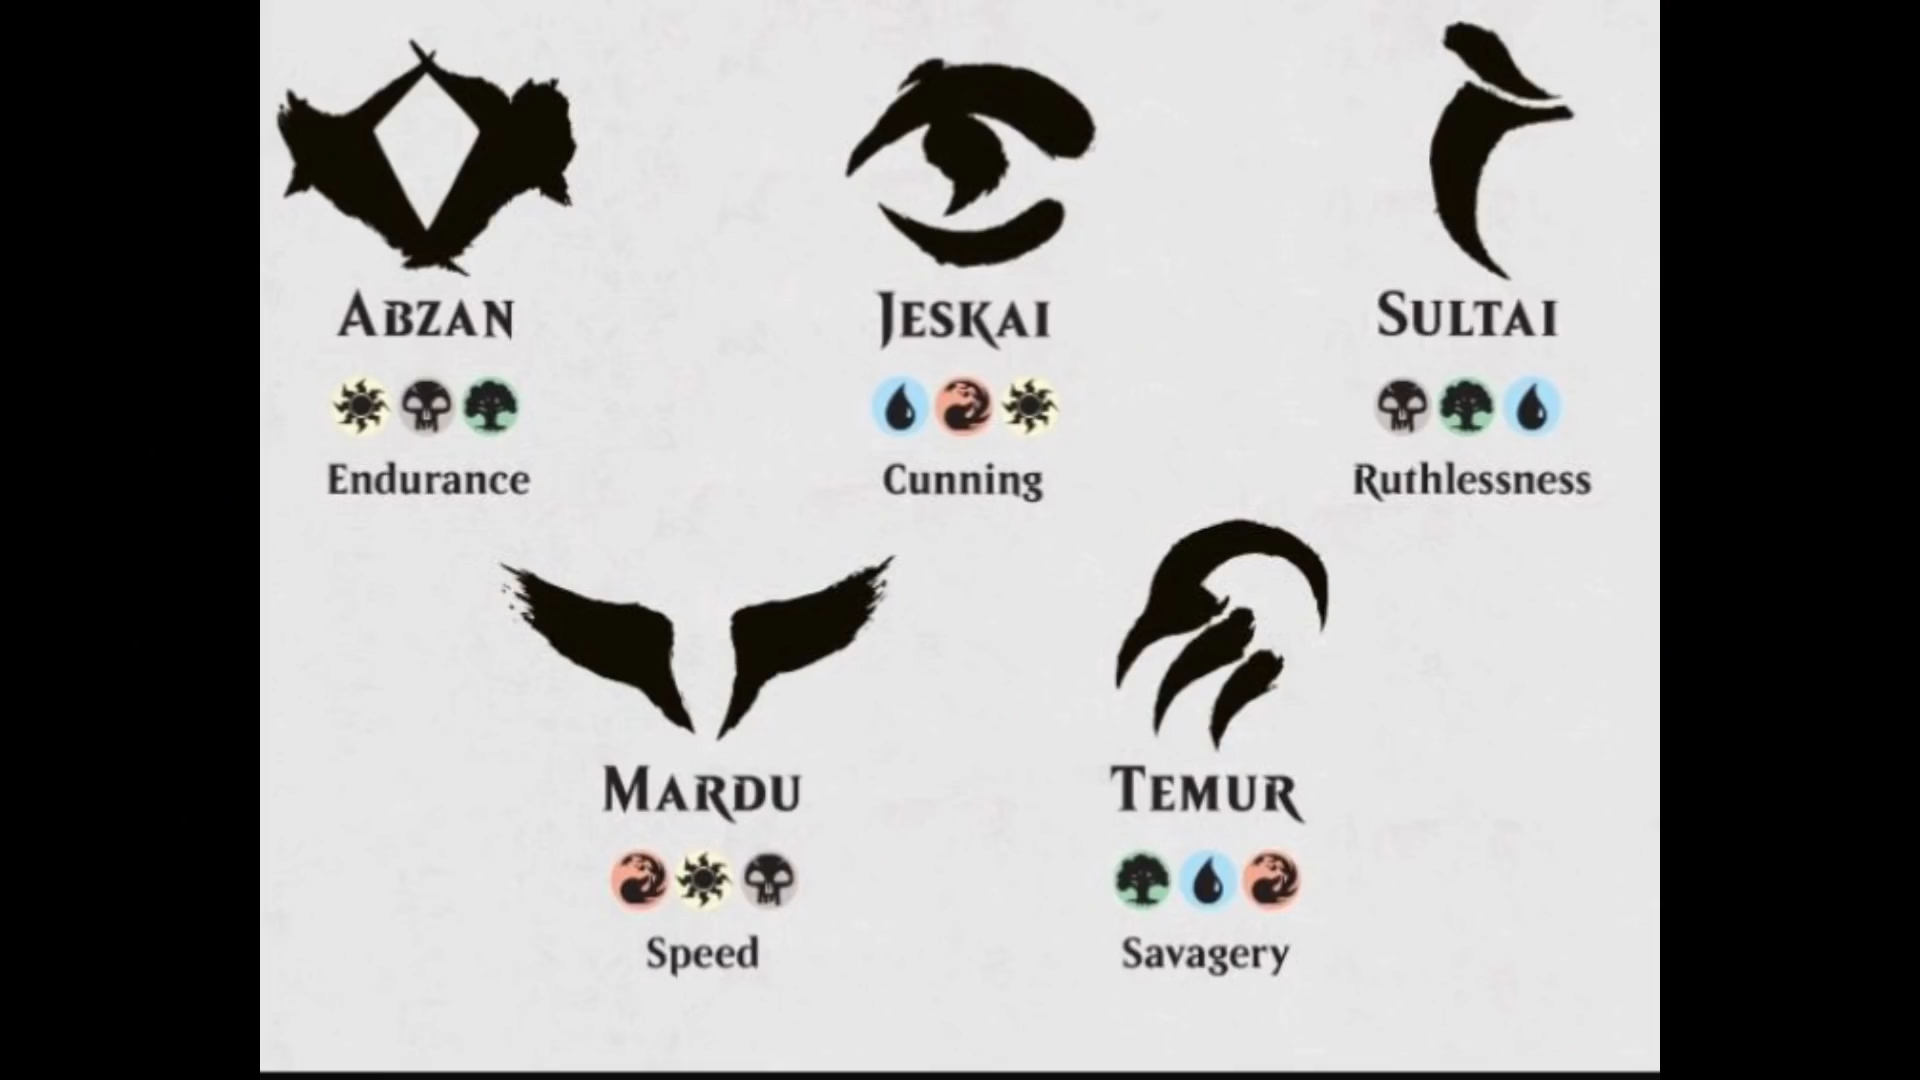 Abzan
Jeskai
Sultai
Endurance
Cunning
Ruthlessness
Mardu
Temur
Speed
Savagery